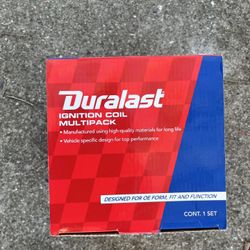 Duralast
IGNITION COIL
MULTIPACK
• Manufactured using high-quality materials for long life
• Vehicle specific design for top performance
DESIGNED FOR OE FORM, FIT AND FUNCTION
CONT. 1 SET